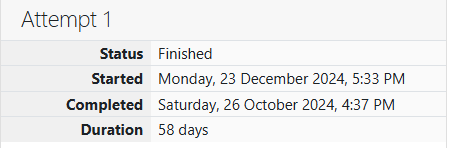 Attempt 1
Status Finished
Started Monday, 23 December 2024, 5:33 PM
Completed Saturday, 26 October 2024, 4:37 PM
Duration 58 days